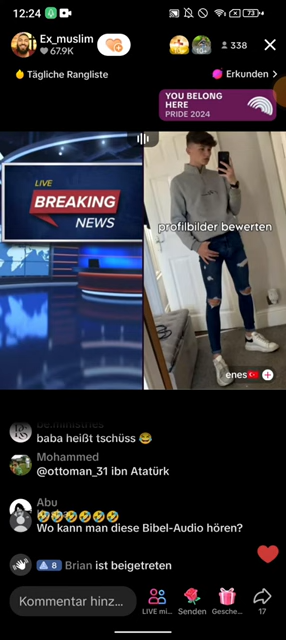 12:24
73
Ex_muslim
67.9K
338
Tägliche Rangliste
Erkunden
YOU BELONG
HERE
PRIDE 2024
LIVE
BREAKING
NEWS
profilbilder bewerten
enes🇹🇷
baba heißt tschüss 😂
Mohammed
@ottoman_31 ibn Atatürk
Abu
🤣🤣🤣🤣🤣🤣
Wo kann man diese Bibel-Audio hören?
8 Brian ist beigetreten
Kommentar hinz...
LIVE mi...
Senden
Gesche...
17